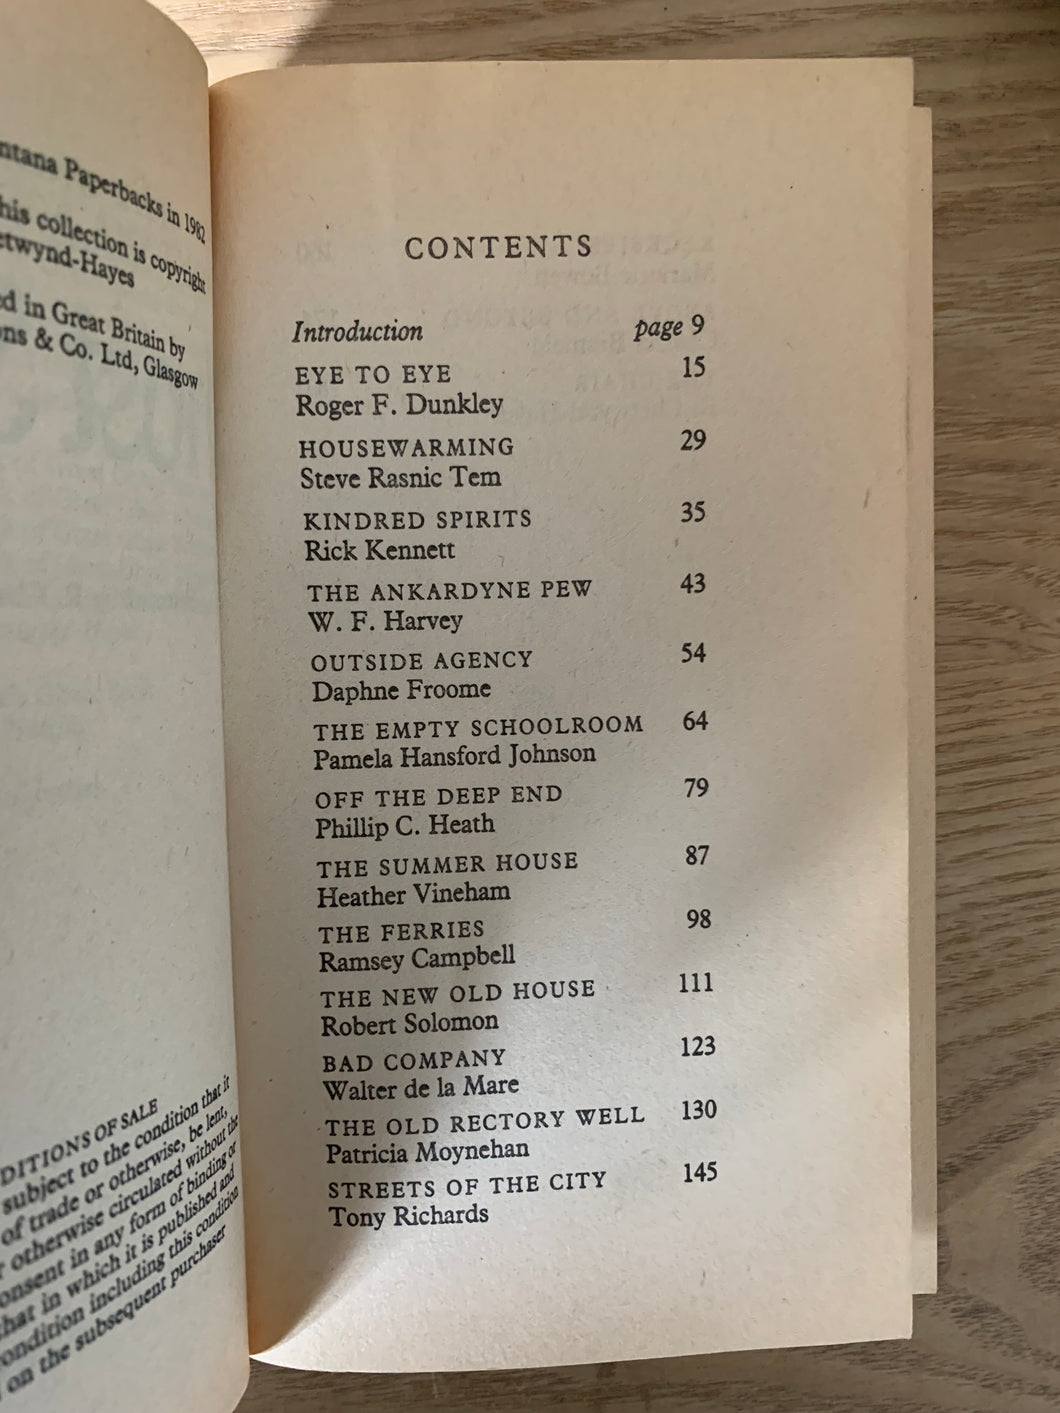 ntana Paperbacks in 1982
his collection is copyright
etwynd-Hayes
d in Great Britain by
ns & Co. Ltd, Glasgow
DITIONS OF SALE
subject to the condition that it
of trade or otherwise, be lent,
r otherwise circulated without the
onsent in any form of binding or
that in which it is published and
ondition including this condition
on the subsequent purchaser
CONTENTS
Introduction page 9
EYE TO EYE 15
Roger F. Dunkley
HOUSEWARMING 29
Steve Rasnic Tem
KINDRED SPIRITS 35
Rick Kennett
THE ANKARDYNE PEW 43
W. F. Harvey
OUTSIDE AGENCY 54
Daphne Froome
THE EMPTY SCHOOLROOM 64
Pamela Hansford Johnson
OFF THE DEEP END 79
Phillip C. Heath
THE SUMMER HOUSE 87
Heather Vineham
THE FERRIES 98
Ramsey Campbell
THE NEW OLD HOUSE 111
Robert Solomon
BAD COMPANY 123
Walter de la Mare
THE OLD RECTORY WELL 130
Patricia Moynehan
STREETS OF THE CITY 145
Tony Richards